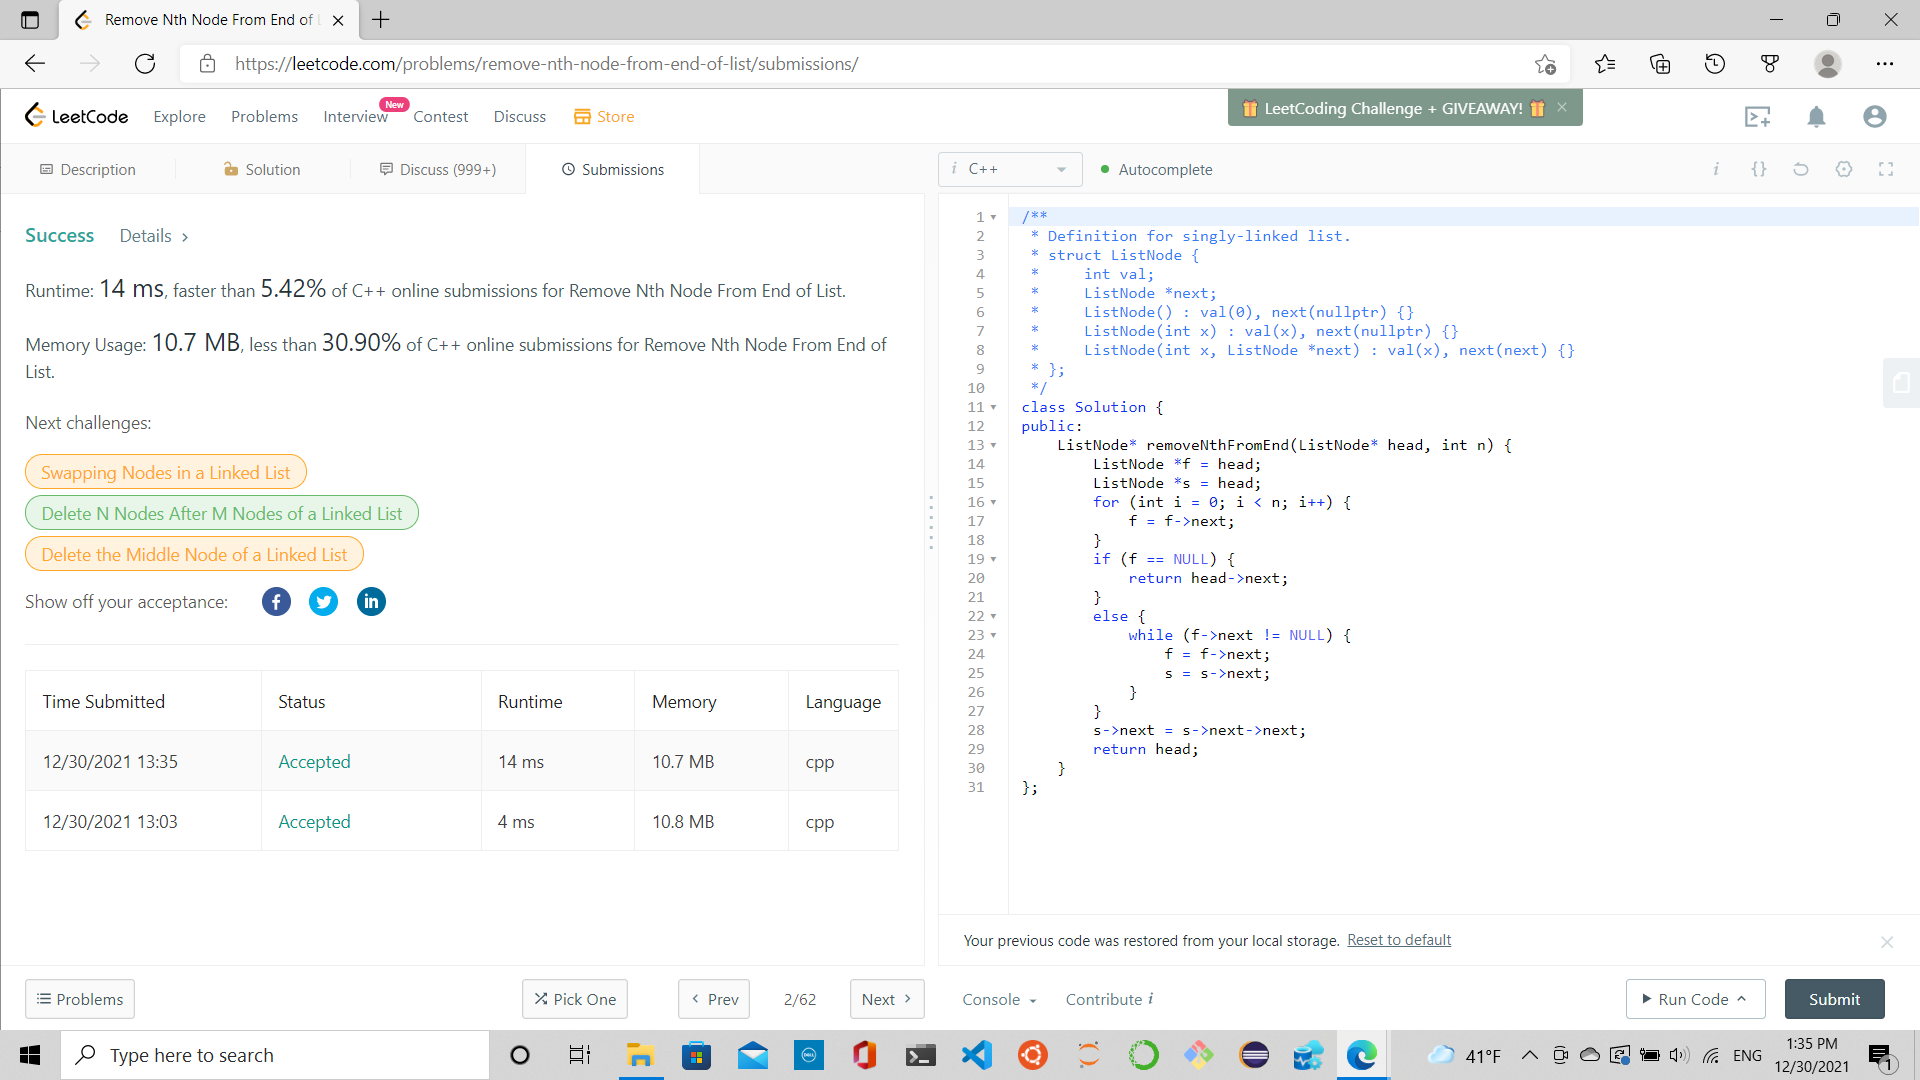 Remove Nth Node From End of L
https://leetcode.com/problems/remove-nth-node-from-end-of-list/submissions/
LeetCode Explore Problems Interview New Contest Discuss Store
LeetCoding Challenge + GIVEAWAY!
Description Solution Discuss (999+) Submissions
i C++ Autocomplete i {}
Success Details >
Runtime: 14 ms, faster than 5.42% of C++ online submissions for Remove Nth Node From End of List.
Memory Usage: 10.7 MB, less than 30.90% of C++ online submissions for Remove Nth Node From End of
List.
Next challenges:
Swapping Nodes in a Linked List
Delete N Nodes After M Nodes of a Linked List
Delete the Middle Node of a Linked List
Show off your acceptance: f in
Time Submitted Status Runtime Memory Language
12/30/2021 13:35 Accepted 14 ms 10.7 MB cpp
12/30/2021 13:03 Accepted 4 ms 10.8 MB cpp
1 /**
2 * Definition for singly-linked list.
3 * struct ListNode {
4 * int val;
5 * ListNode *next;
6 * ListNode() : val(0), next(nullptr) {}
7 * ListNode(int x) : val(x), next(nullptr) {}
8 * ListNode(int x, ListNode *next) : val(x), next(next) {}
9 * };
10 */
11 class Solution {
12 public:
13 ListNode* removeNthFromEnd(ListNode* head, int n) {
14 ListNode *f = head;
15 ListNode *s = head;
16 for (int i = 0; i < n; i++) {
17 f = f->next;
18 }
19 if (f == NULL) {
20 return head->next;
21 }
22 else {
23 while (f->next != NULL) {
24 f = f->next;
25 s = s->next;
26 }
27 }
28 s->next = s->next->next;
29 return head;
30 }
31 };
Your previous code was restored from your local storage. Reset to default
Problems Pick One < Prev 2/62 Next > Console Contribute i Run Code Submit
Type here to search
DELL
41°F ENG 1:35 PM
12/30/2021 1